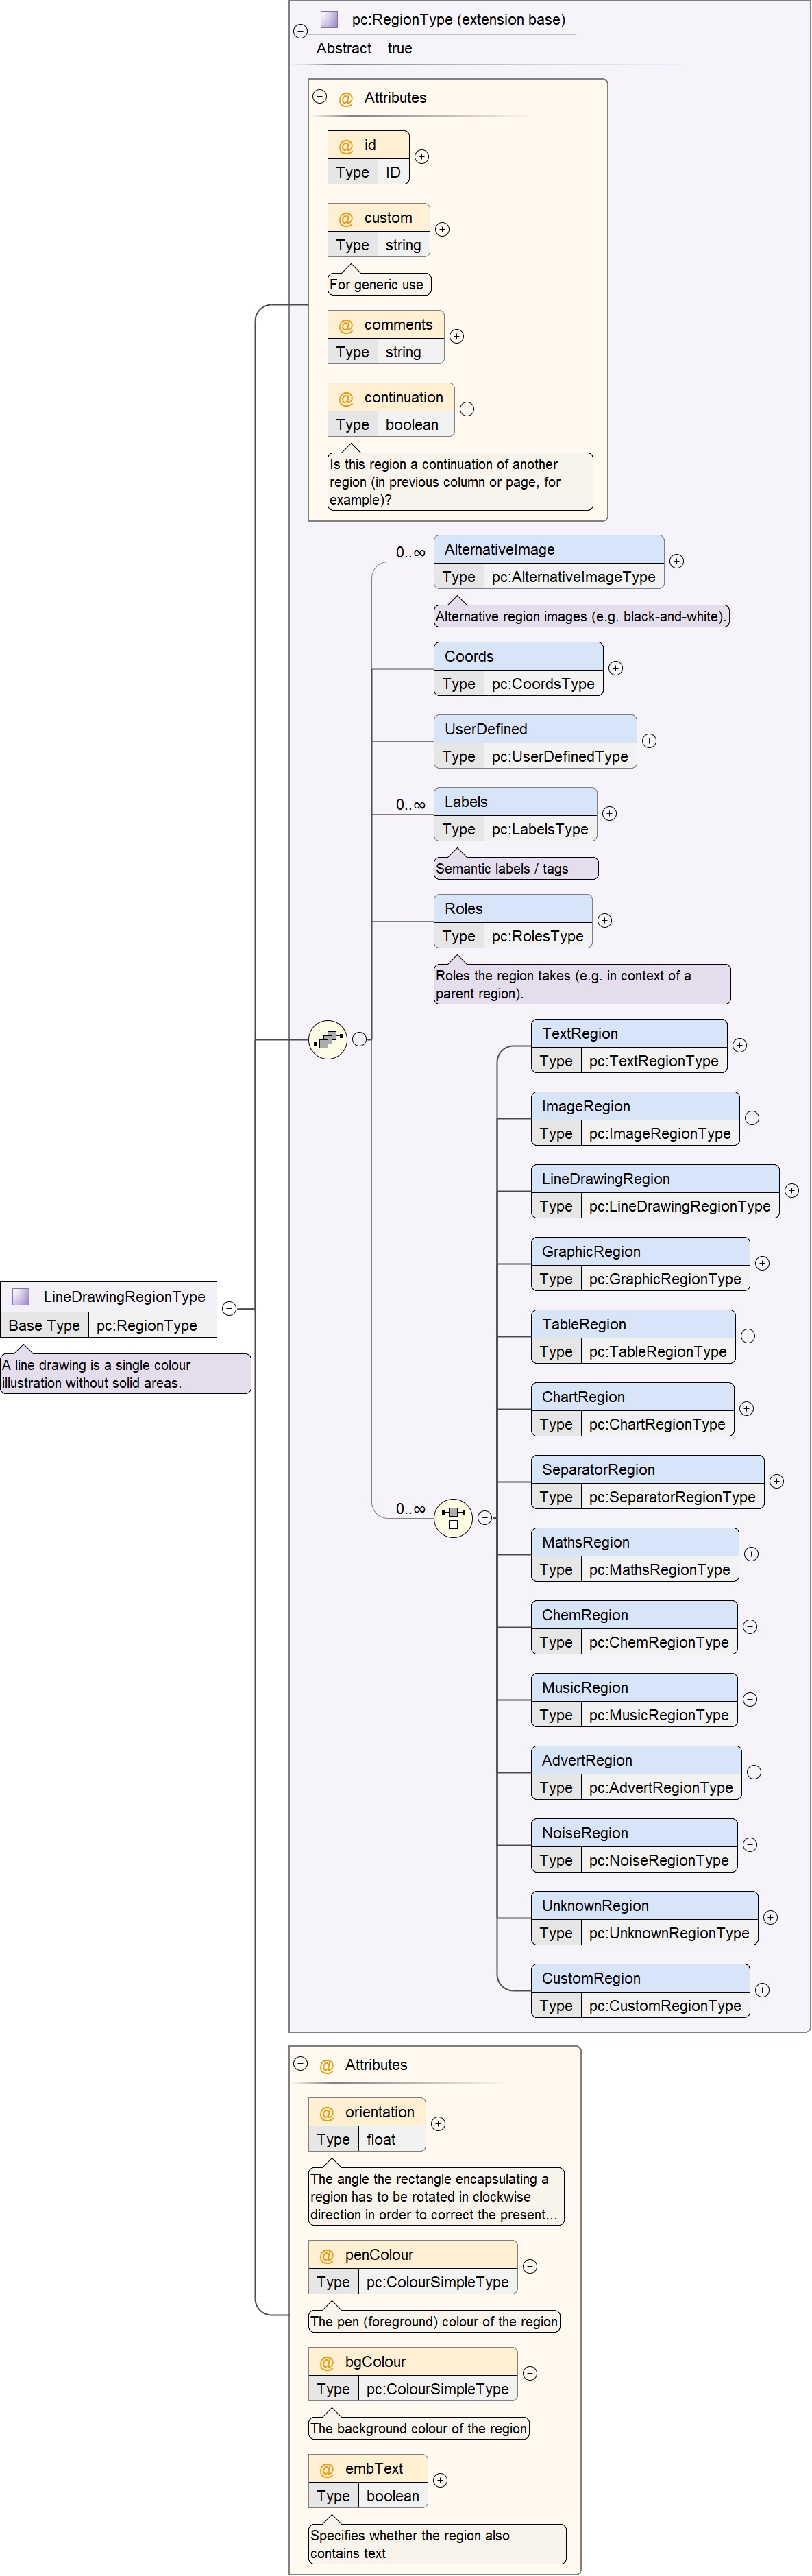 pc:RegionType (extension base)
Abstract true
@ Attributes
@ id
Type ID
@ custom
Type string
For generic use
@ comments
Type string
@ continuation
Type boolean
Is this region a continuation of another
region (in previous column or page, for
example)?
0..∞
AlternativeImage
Type pc:AlternativeImageType
Alternative region images (e.g. black-and-white).
Coords
Type pc:CoordsType
UserDefined
Type pc:UserDefinedType
0..∞
Labels
Type pc:LabelsType
Semantic labels / tags
Roles
Type pc:RolesType
Roles the region takes (e.g. in context of a
parent region).
TextRegion
Type pc:TextRegionType
ImageRegion
Type pc:ImageRegionType
LineDrawingRegion
Type pc:LineDrawingRegionType
GraphicRegion
Type pc:GraphicRegionType
LineDrawingRegionType
Base Type pc:RegionType
A line drawing is a single colour
illustration without solid areas.
TableRegion
Type pc:TableRegionType
ChartRegion
Type pc:ChartRegionType
SeparatorRegion
Type pc:SeparatorRegionType
0..∞
MathsRegion
Type pc:MathsRegionType
ChemRegion
Type pc:ChemRegionType
MusicRegion
Type pc:MusicRegionType
AdvertRegion
Type pc:AdvertRegionType
NoiseRegion
Type pc:NoiseRegionType
UnknownRegion
Type pc:UnknownRegionType
CustomRegion
Type pc:CustomRegionType
@ Attributes
@ orientation
Type float
The angle the rectangle encapsulating a
region has to be rotated in clockwise
direction in order to correct the present...
@ penColour
Type pc:ColourSimpleType
The pen (foreground) colour of the region
@ bgColour
Type pc:ColourSimpleType
The background colour of the region
@ embText
Type boolean
Specifies whether the region also
contains text